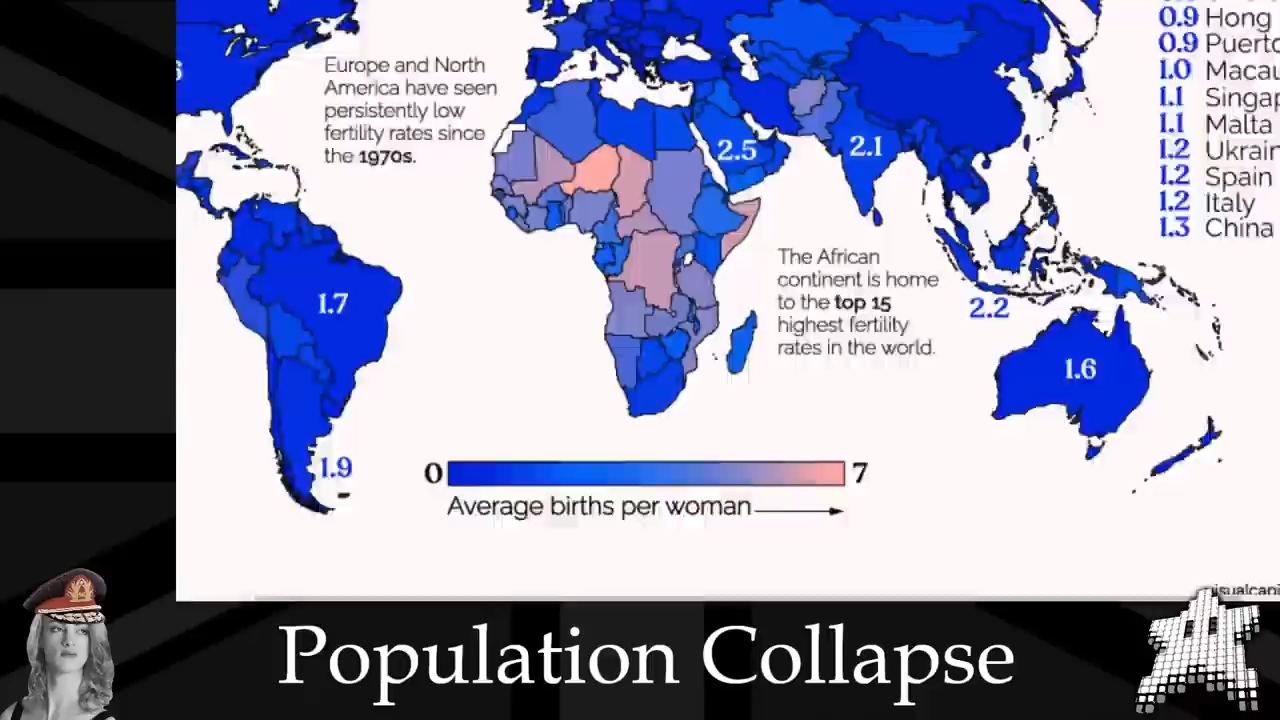 0.9 Hong
0.9 Puerto
1.0 Macau
1.1 Singap
1.1 Malta
1.2 Ukrain
1.2 Spain
1.2 Italy
1.3 China
Europe and North
America have seen
persistently low
fertility rates since
the 1970s.
2.5
2.1
The African
continent is home
to the top 15
highest fertility
rates in the world.
2.2
1.7
1.6
1.9
0
7
Average births per woman
isualcapi
Population Collapse